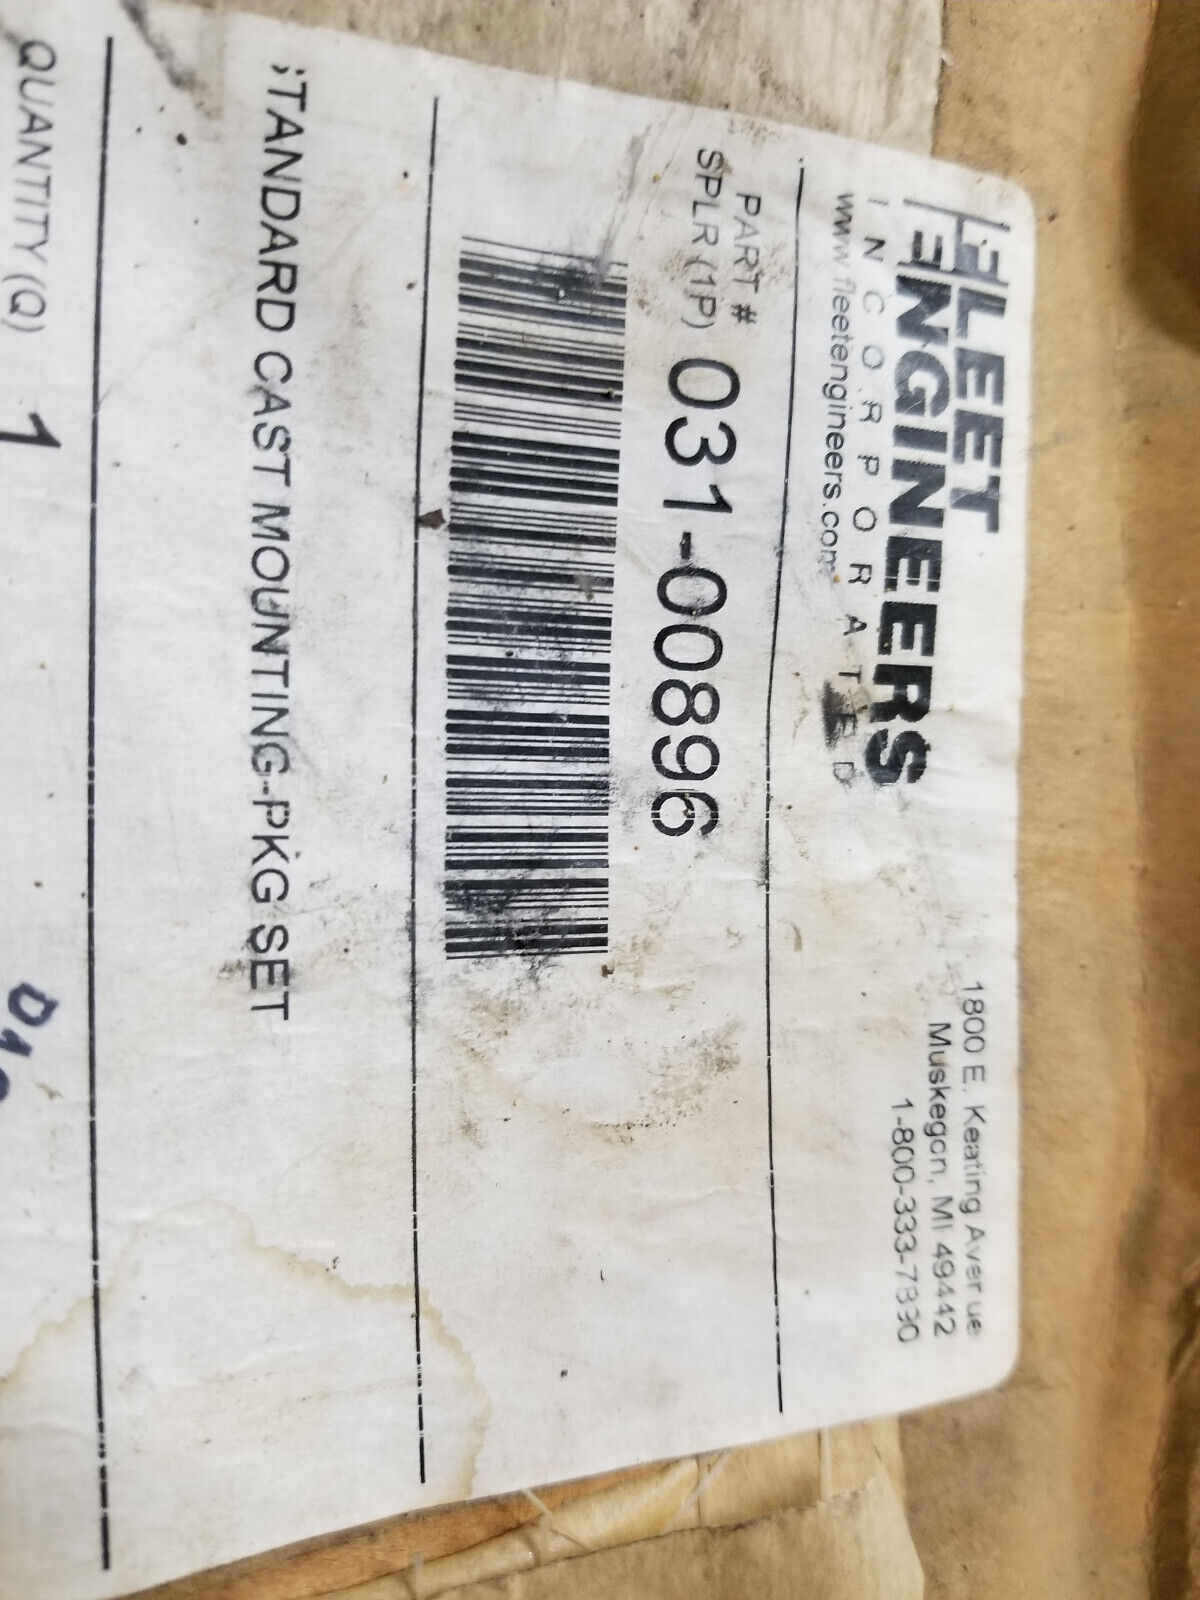 FLEET
ENGINEERS
INCORPORATED
www.fleetengineers.com
1800 E. Keating Avenue
Muskegon, MI 49442
1-800-333-7890
PART #
SPLR (1P) 031-00896
STANDARD CAST MOUNTING-PKG SET
QUANTITY (Q) 1